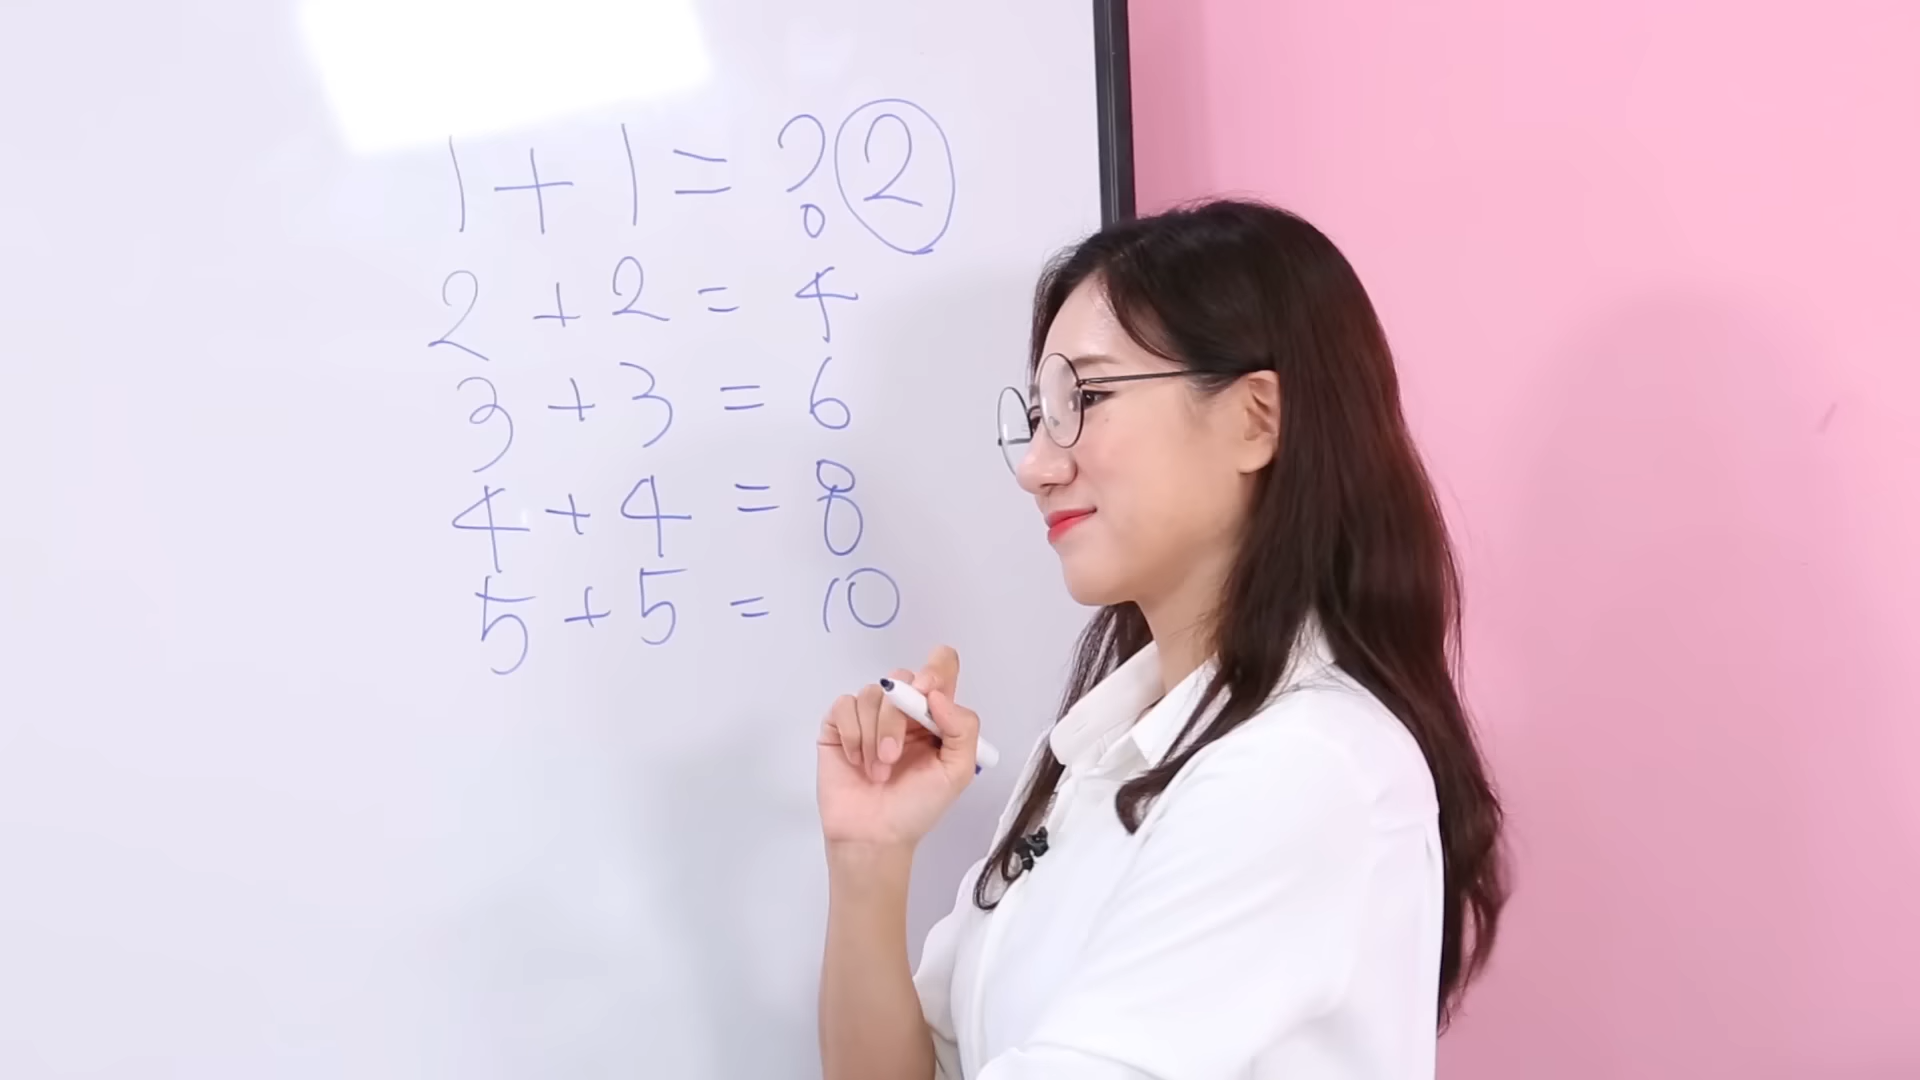 1 + 1 = ? 2
2 + 2 = 4
3 + 3 = 6
4 + 4 = 8
5 + 5 = 10